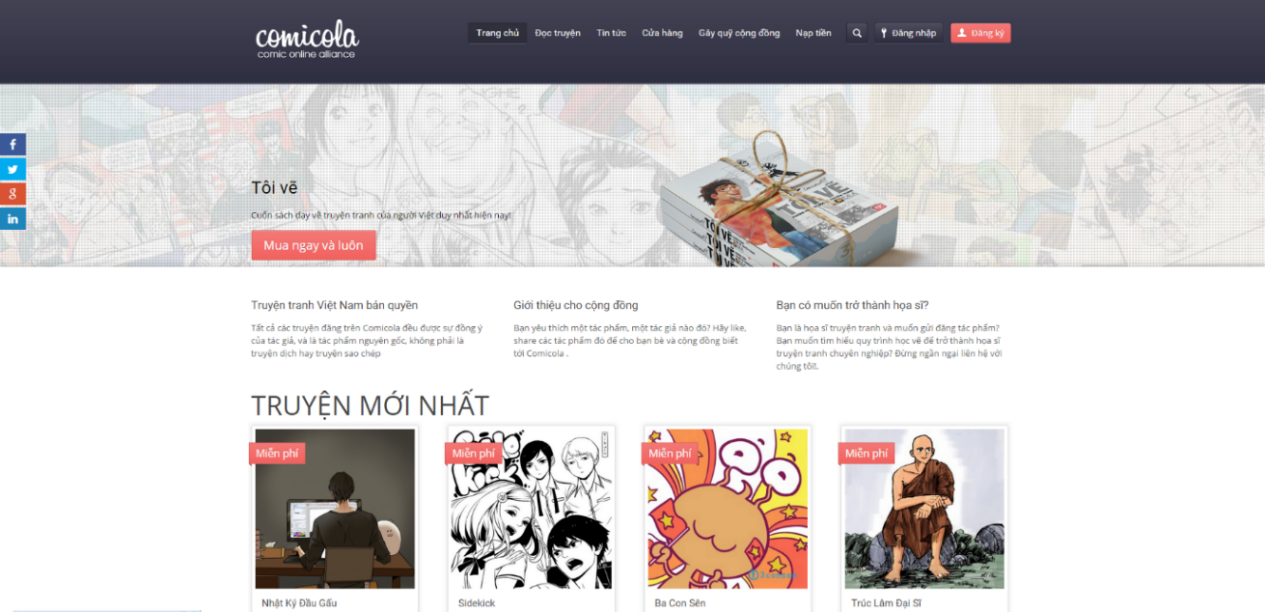 comicola
comic online alliance
Trang chủ Đọc truyện Tin tức Cửa hàng Gây quỹ cộng đồng Nạp tiền Đăng nhập Đăng ký
Tôi vẽ
Cuốn sách dạy vẽ truyện tranh của người Việt duy nhất hiện nay!
Mua ngay và luôn
TÔI VẼ
TÔI VẼ
TÔI VẼ
TÔI VẼ
Truyện tranh Việt Nam bản quyền
Tất cả các truyện đăng trên Comicola đều được sự đồng ý
của tác giả, và là tác phẩm nguyên gốc, không phải là
truyện dịch hay truyện sao chép
Giới thiệu cho cộng đồng
Bạn yêu thích một tác phẩm, một tác giả nào đó? Hãy like,
share các tác phẩm đó để cho bạn bè và cộng đồng biết
tới Comicola .
Bạn có muốn trở thành họa sĩ?
Bạn là họa sĩ truyện tranh và muốn gửi đăng tác phẩm?
Bạn muốn tìm hiểu quy trình học vẽ để trở thành họa sĩ
truyện tranh chuyên nghiệp? Đừng ngần ngại liên hệ với
chúng tôi!.
TRUYỆN MỚI NHẤT
Miễn phí
Miễn phí
Miễn phí
Miễn phí
Nhật Ký Đầu Gấu
Sidekick
Ba Con Sên
Trúc Lâm Đại Sĩ